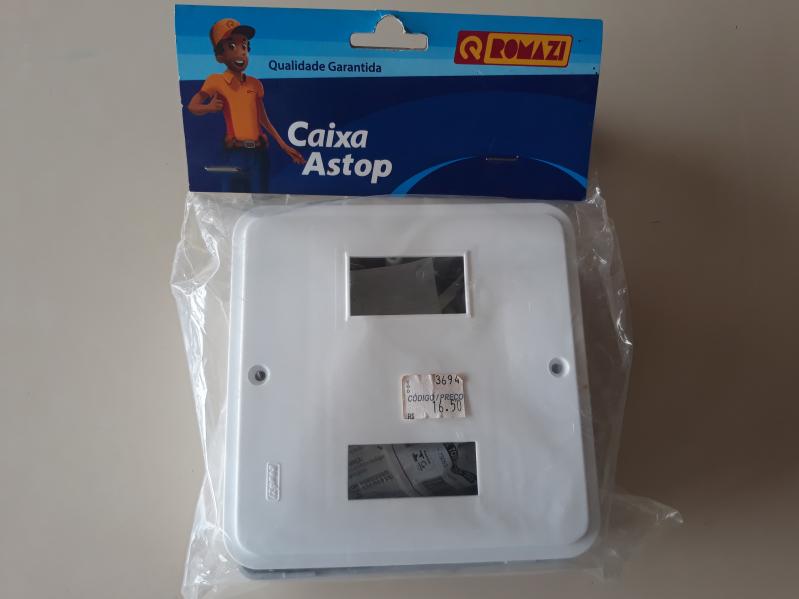 ROMAZI
Qualidade Garantida
Caixa
Astop
3694
CÓDIGO/PREÇO
R$ 16.50